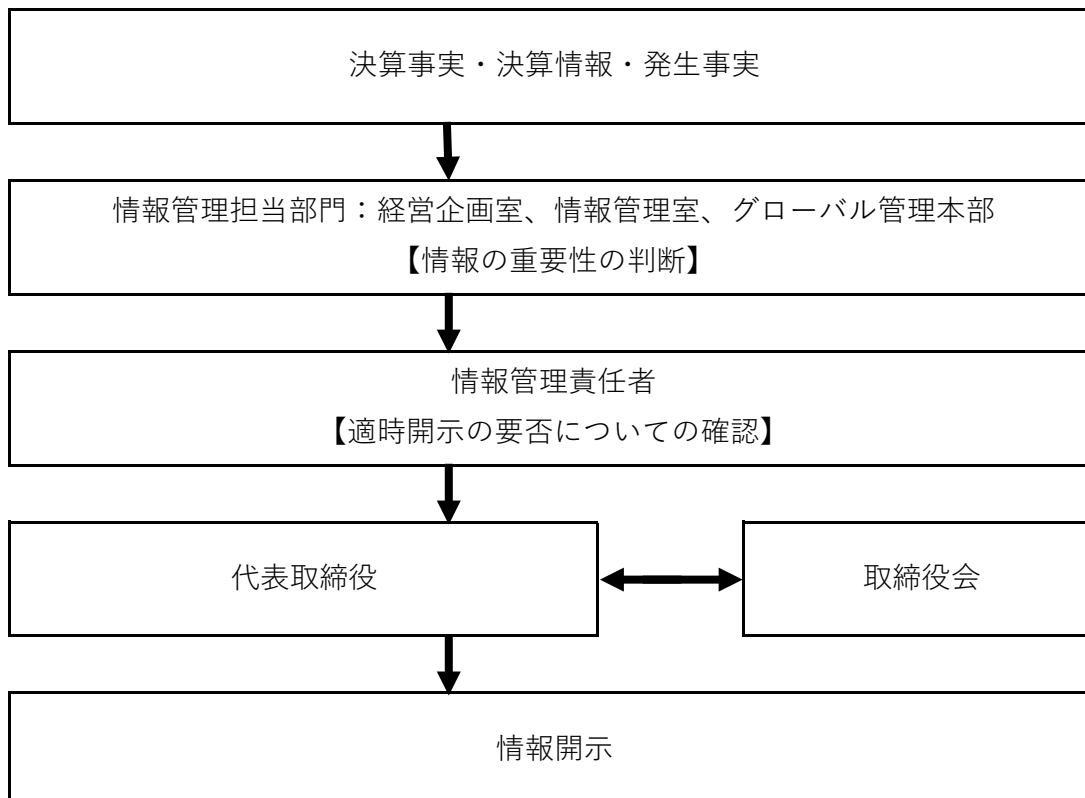 決算事実・決算情報・発生事実
情報管理担当部門：経営企画室、情報管理室、グローバル管理本部
【情報の重要性の判断】
情報管理責任者
【適時開示の要否についての確認】
代表取締役
取締役会
情報開示